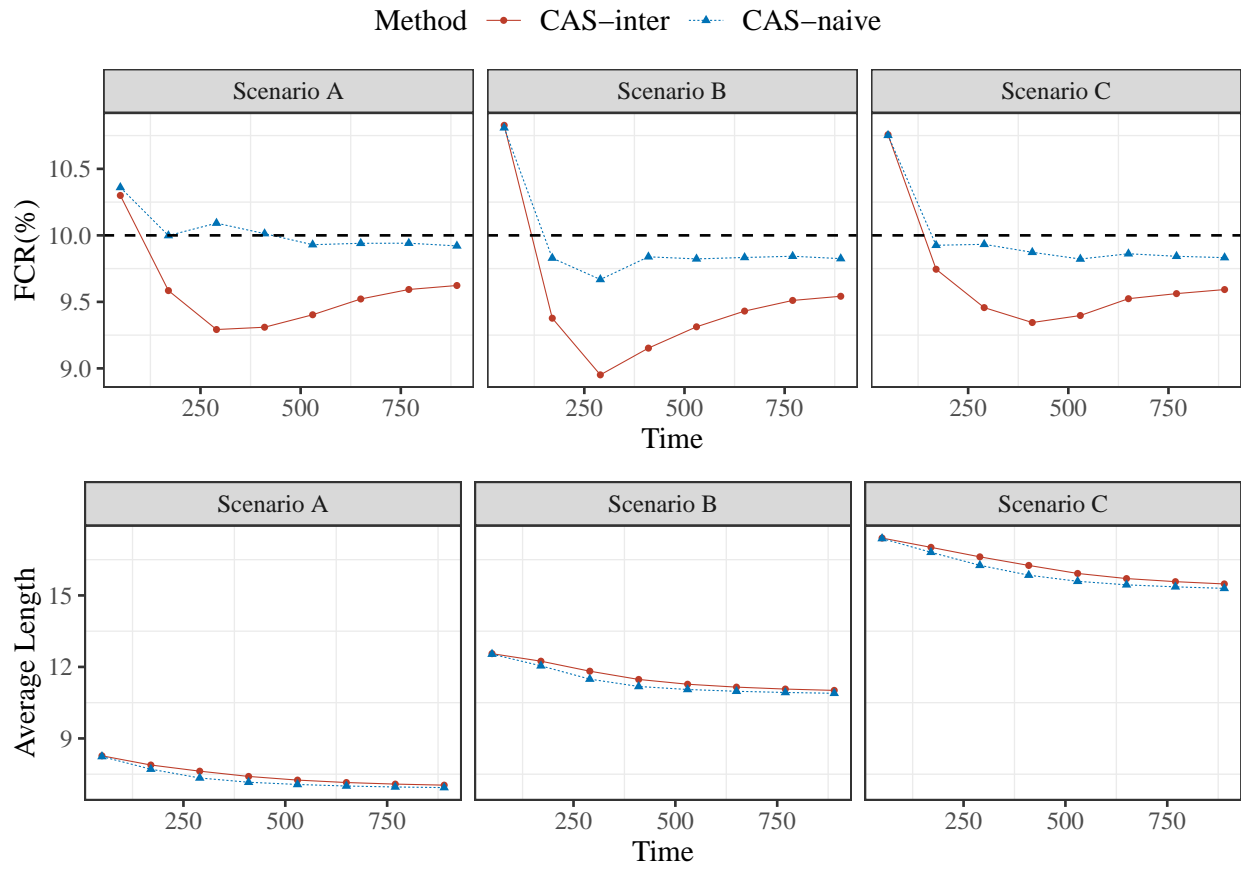 Method CAS−inter CAS−naive
Scenario A Scenario B Scenario C
FCR(%)
10.5
10.0
9.5
9.0
250 500 750 250 500 750 250 500 750
Time
Scenario A Scenario B Scenario C
Average Length
15
12
9
250 500 750 250 500 750 250 500 750
Time